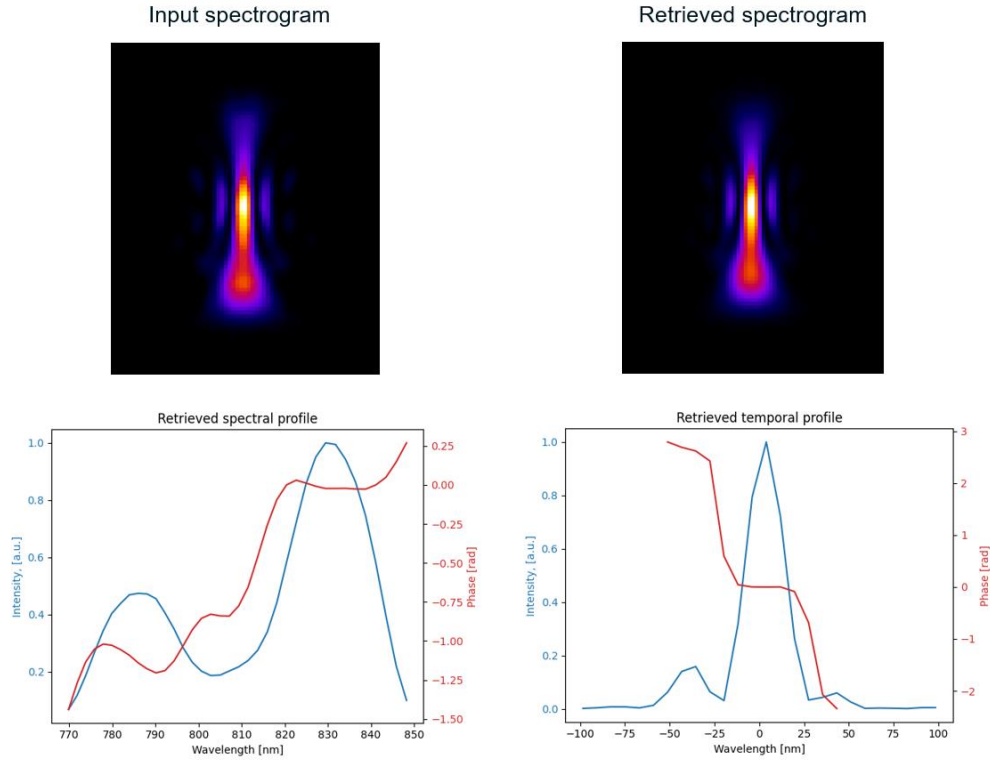 Input spectrogram
Retrieved spectrogram
Retrieved spectral profile
1.0
0.8
0.6
0.4
0.2
Intensity, [a.u.]
0.25
0.00
−0.25
−0.50
−0.75
−1.00
−1.25
−1.50
Phase [rad]
770 780 790 800 810 820 830 840 850
Wavelength [nm]
Retrieved temporal profile
1.0
0.8
0.6
0.4
0.2
0.0
Intensity, [a.u.]
3
2
1
0
−1
−2
Phase [rad]
−100 −75 −50 −25 0 25 50 75 100
Wavelength [nm]